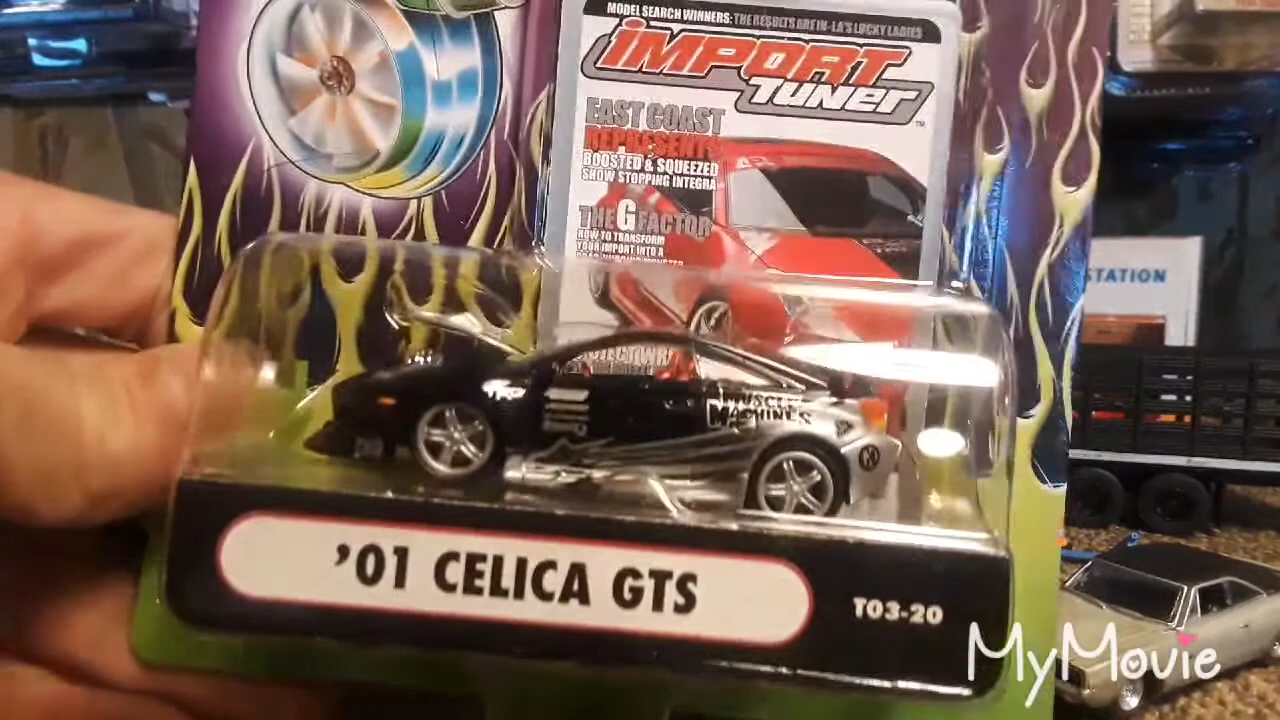 MODEL SEARCH WINNERS: THE RESULTS ARE IN-LA'S LUCKY LADIES
iMPORT
TUNER
EAST COAST
REPRESENTS
BOOSTED & SQUEEZED
SHOW STOPPING INTEGRA
THE G FACTOR
HOW TO TRANSFORM
YOUR IMPORT INTO A
STATION
MUSCLE
MACHINES
'01 CELICA GTS
T03-20
MyMovie